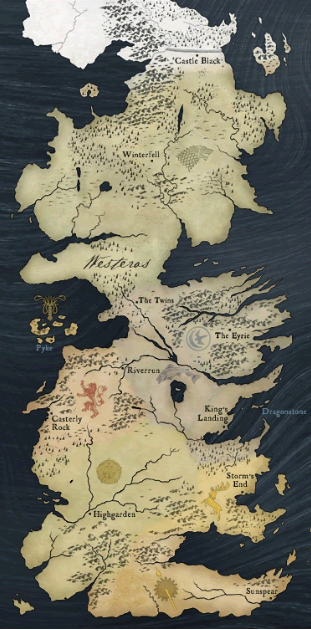 Castle Black
Winterfell
Westeros
The Twins
The Eyrie
Pyke
Riverrun
Casterly
Rock
King's
Landing
Dragonstone
Storm's
End
Highgarden
Sunspear